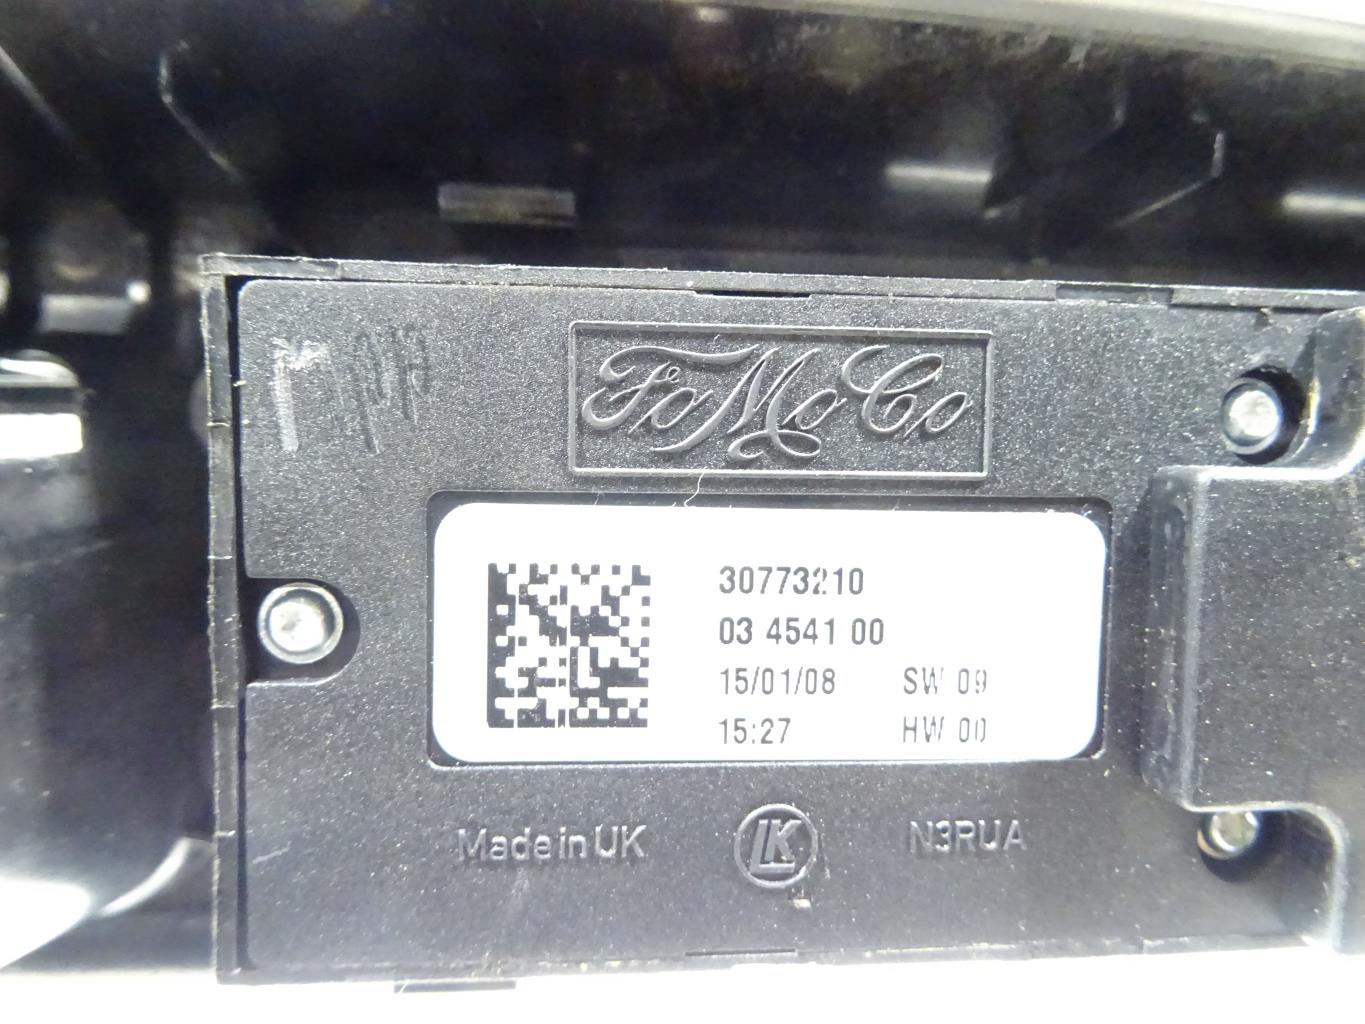 FoMoCo
30773210
03 4541 00
15/01/08 SW 09
15:27 HW 00
Made in UK LK N3RUA